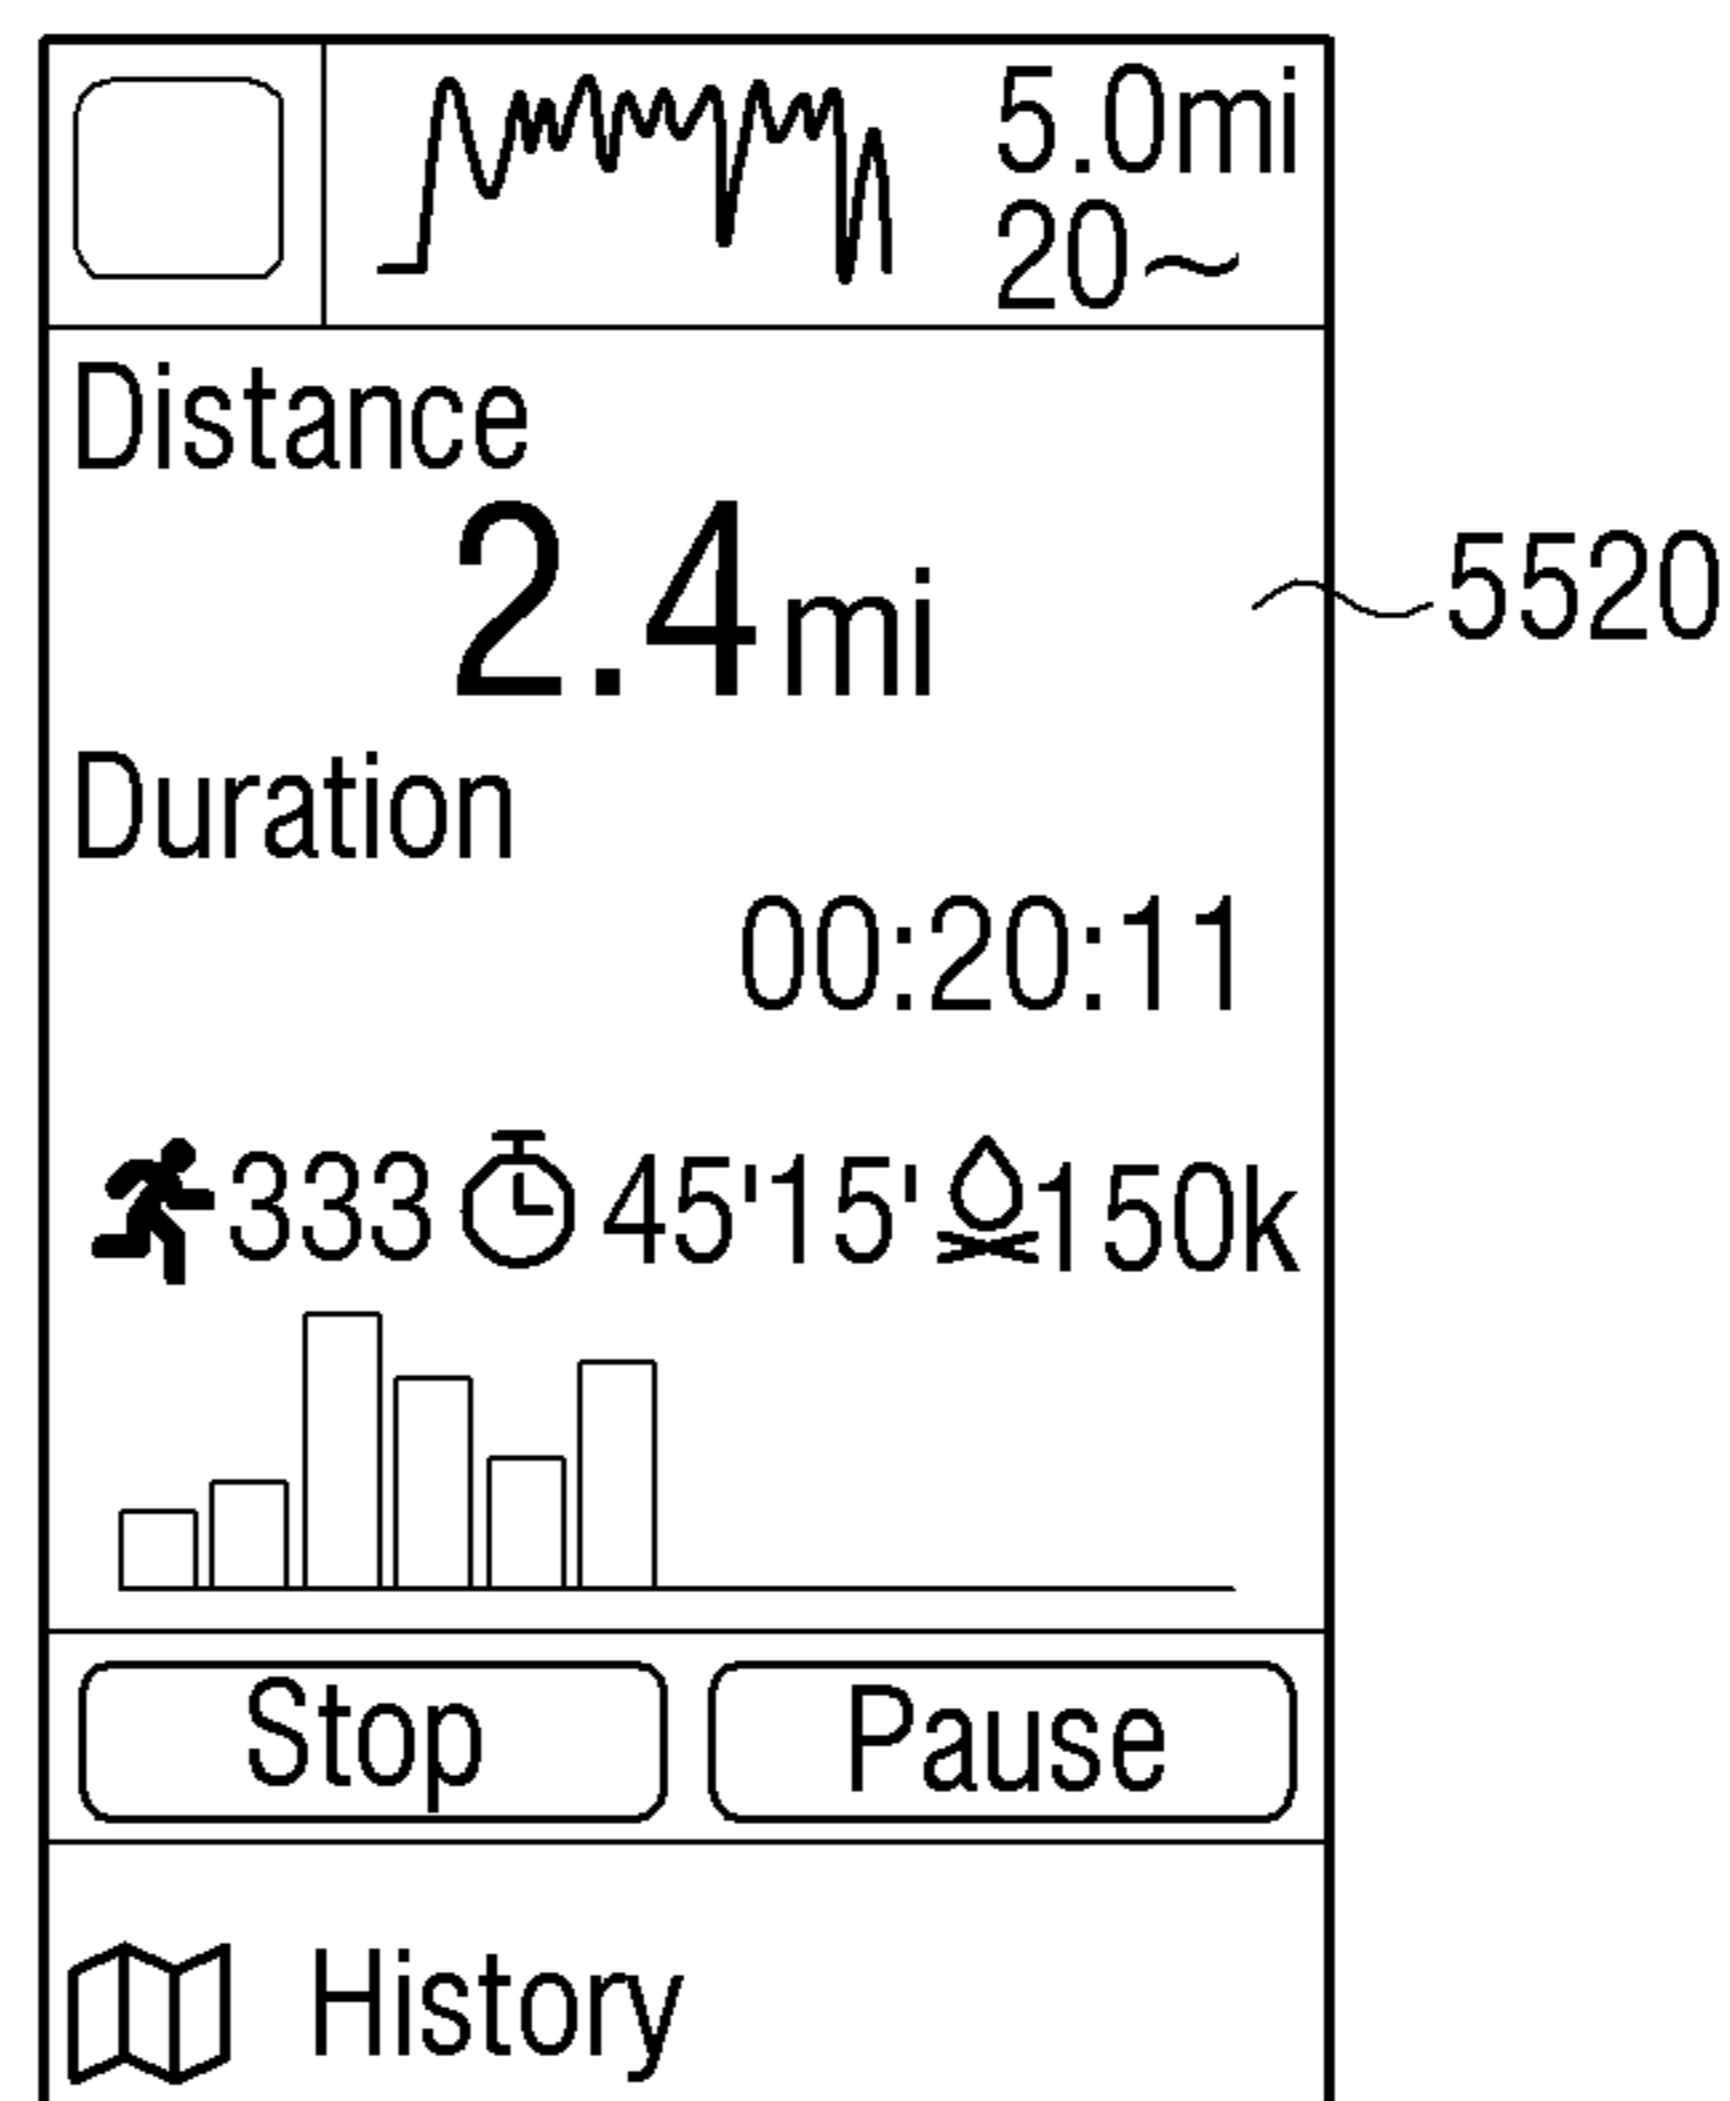 5.0mi
20~
Distance
2.4mi
5520
Duration
00:20:11
333 45'15' 150k
Stop Pause
History